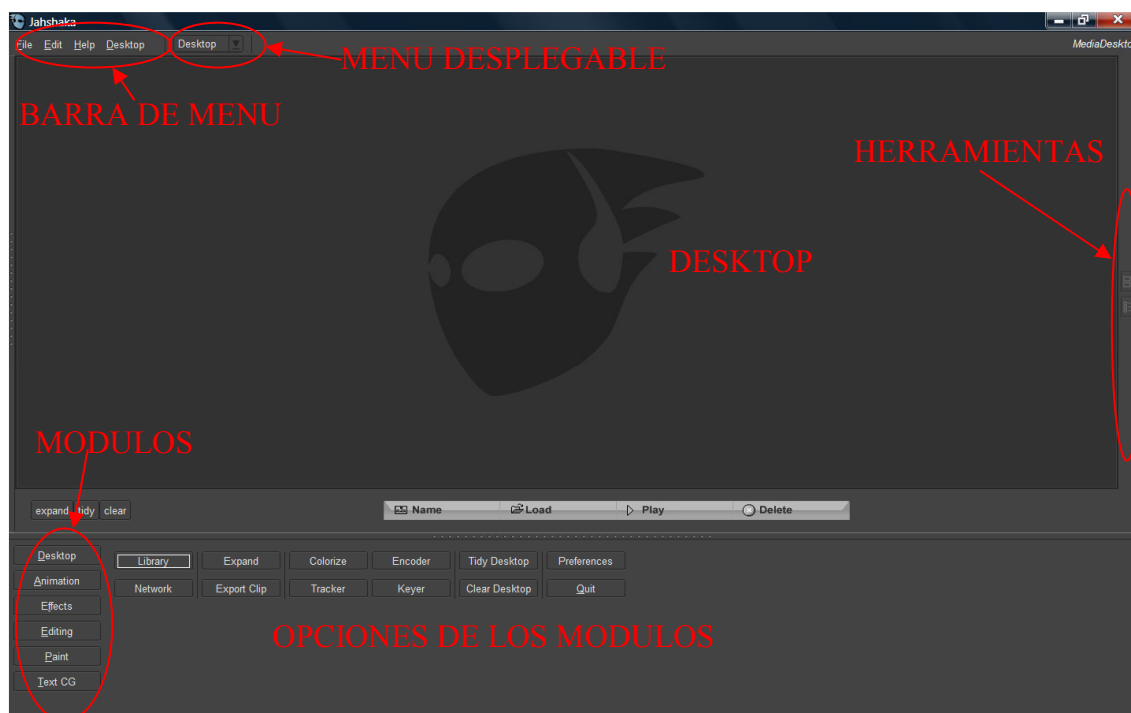 Jahshaka
File Edit Help Desktop Desktop MediaDeskto
MENU DESPLEGABLE
BARRA DE MENU
HERRAMIENTAS
DESKTOP
MODULOS
expand tidy clear Name Load Play Delete
Desktop Library Expand Colorize Encoder Tidy Desktop Preferences
Animation Network Export Clip Tracker Keyer Clear Desktop Quit
Effects
Editing
OPCIONES DE LOS MODULOS
Paint
Text CG